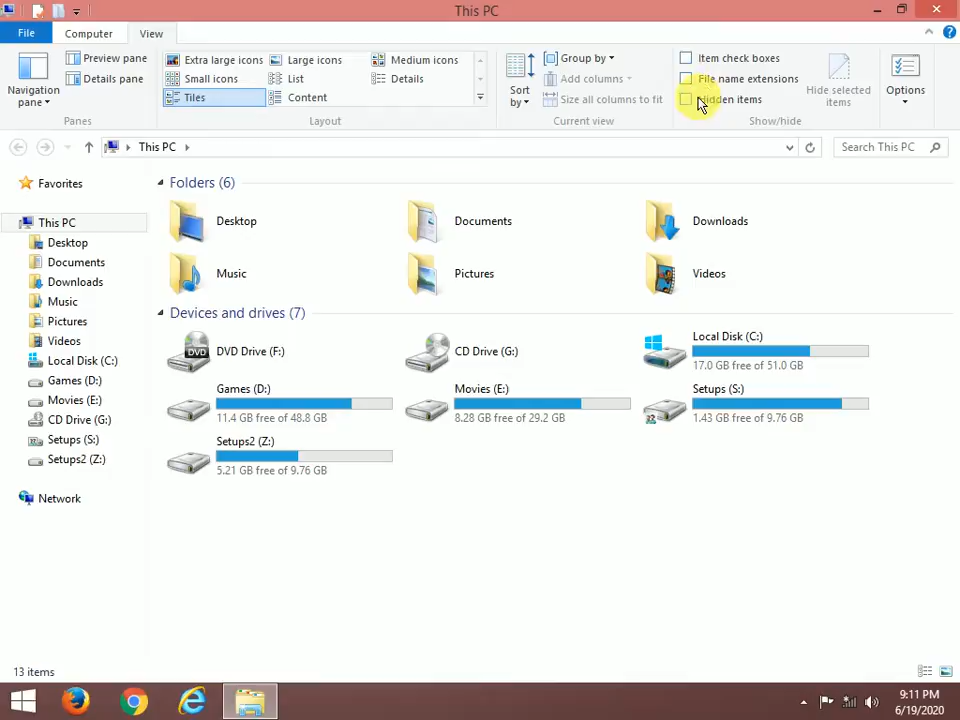 This PC
File
Computer
View
Navigation pane
Preview pane
Details pane
Panes
Extra large icons
Large icons
Medium icons
Small icons
List
Details
Tiles
Content
Layout
Sort by
Group by
Add columns
Size all columns to fit
Current view
Item check boxes
File name extensions
Hidden items
Hide selected items
Show/hide
Options
This PC
Search This PC
Favorites
This PC
Desktop
Documents
Downloads
Music
Pictures
Videos
Local Disk (C:)
Games (D:)
Movies (E:)
CD Drive (G:)
Setups (S:)
Setups2 (Z:)
Network
Folders (6)
Desktop
Documents
Downloads
Music
Pictures
Videos
Devices and drives (7)
DVD
DVD Drive (F:)
CD Drive (G:)
Local Disk (C:)
17.0 GB free of 51.0 GB
Games (D:)
11.4 GB free of 48.8 GB
Movies (E:)
8.28 GB free of 29.2 GB
Setups (S:)
1.43 GB free of 9.76 GB
Setups2 (Z:)
5.21 GB free of 9.76 GB
13 items
9:11 PM
6/19/2020